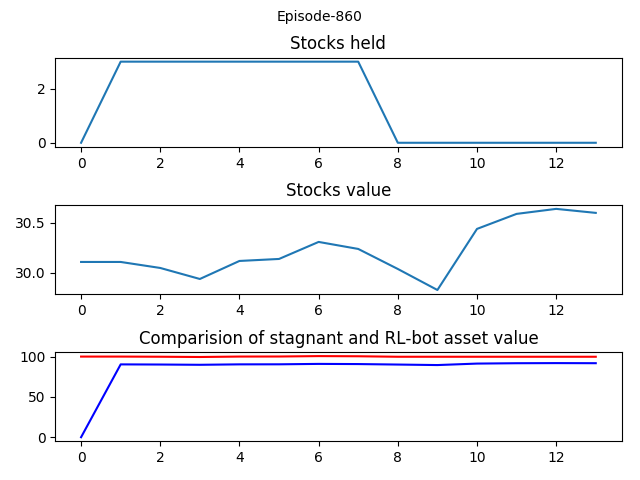 Episode-860
Stocks held
2
0
0 2 4 6 8 10 12
Stocks value
30.5
30.0
0 2 4 6 8 10 12
Comparision of stagnant and RL-bot asset value
100
50
0
0 2 4 6 8 10 12